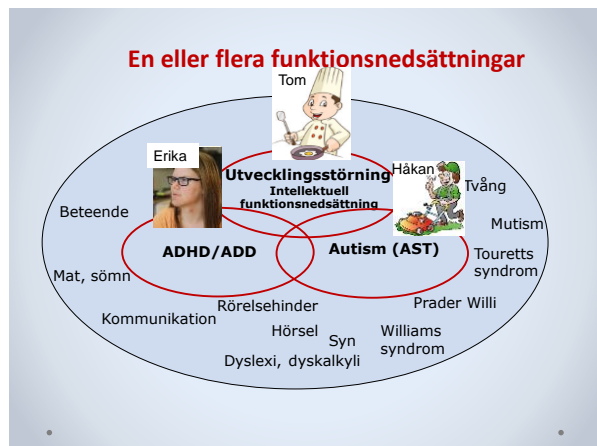 En eller flera funktionsnedsättningar
Tom
Erika
Utvecklingsstörning
Intellektuell
funktionsnedsättning
Håkan
Tvång
Beteende
Mutism
ADHD/ADD
Autism (AST)
Touretts
syndrom
Mat, sömn
Prader Willi
Rörelsehinder
Kommunikation
Hörsel
Syn
Williams
syndrom
Dyslexi, dyskalkyli